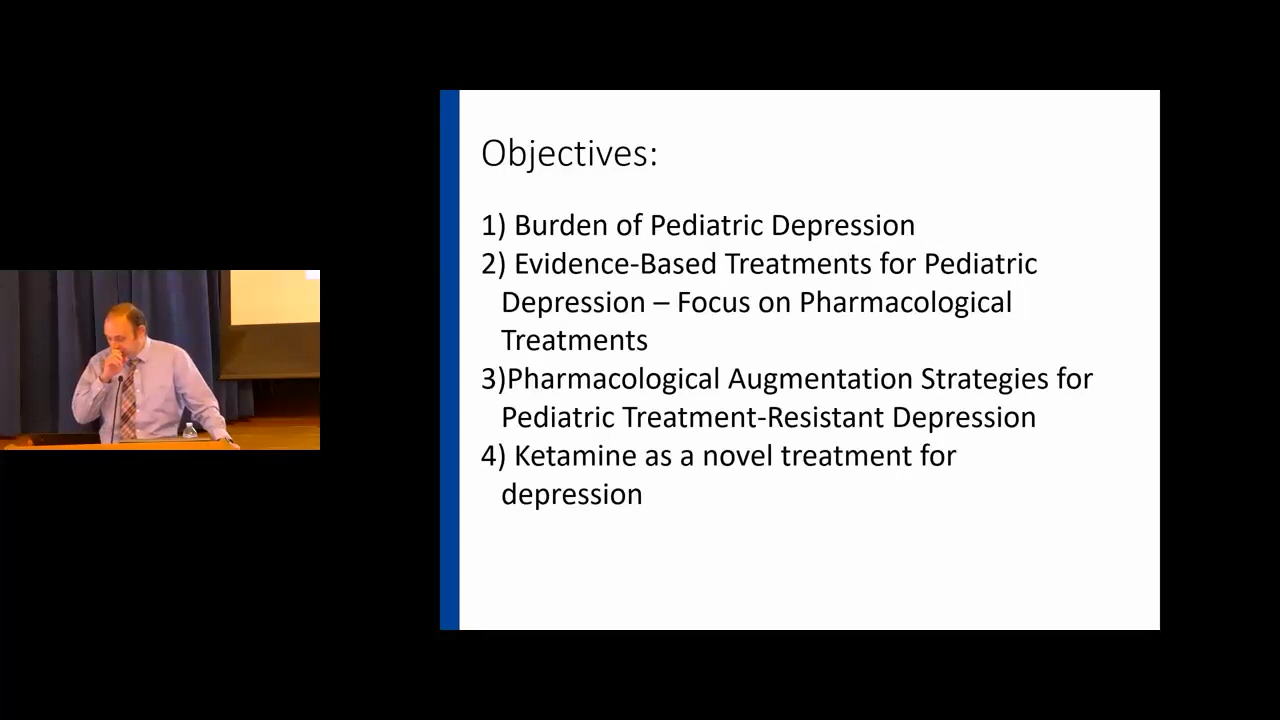 Objectives:
1) Burden of Pediatric Depression
2) Evidence-Based Treatments for Pediatric
Depression – Focus on Pharmacological
Treatments
3)Pharmacological Augmentation Strategies for
Pediatric Treatment-Resistant Depression
4) Ketamine as a novel treatment for
depression